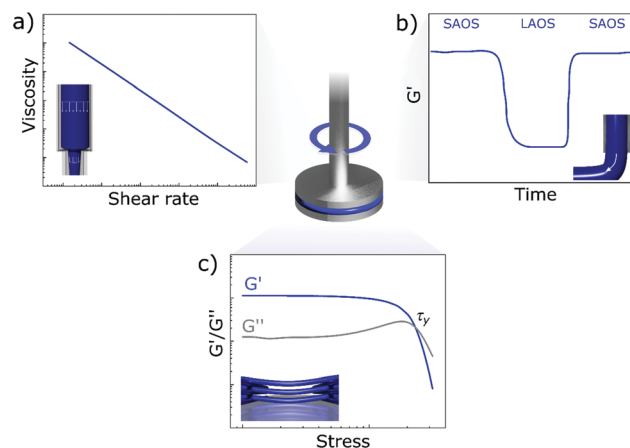 a)
Viscosity
Shear rate
b)
SAOS LAOS SAOS
G'
Time
c)
G'
G''
τy
G'/G''
Stress